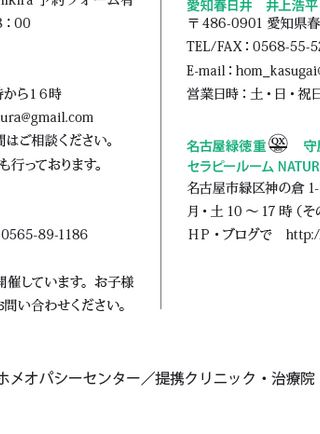 nkira 予約フォーム有
8：00
時から１６時
ura@gmail.com
間はご相談ください。
も行っております。
0565-89-1186
開催しています。お子様
お問い合わせください。
愛知春日井　井上浩平
〒486-0901 愛知県春
TEL/FAX：0568-55-52
E-mail：hom_kasugai@
営業日時：土・日・祝日
名古屋緑徳重 QX 守屋
セラピールーム NATUR
名古屋市緑区神の倉 1-
月・土 10 〜 17 時（その
ＨＰ・ブログで　http:/
ホメオパシーセンター／提携クリニック・治療院